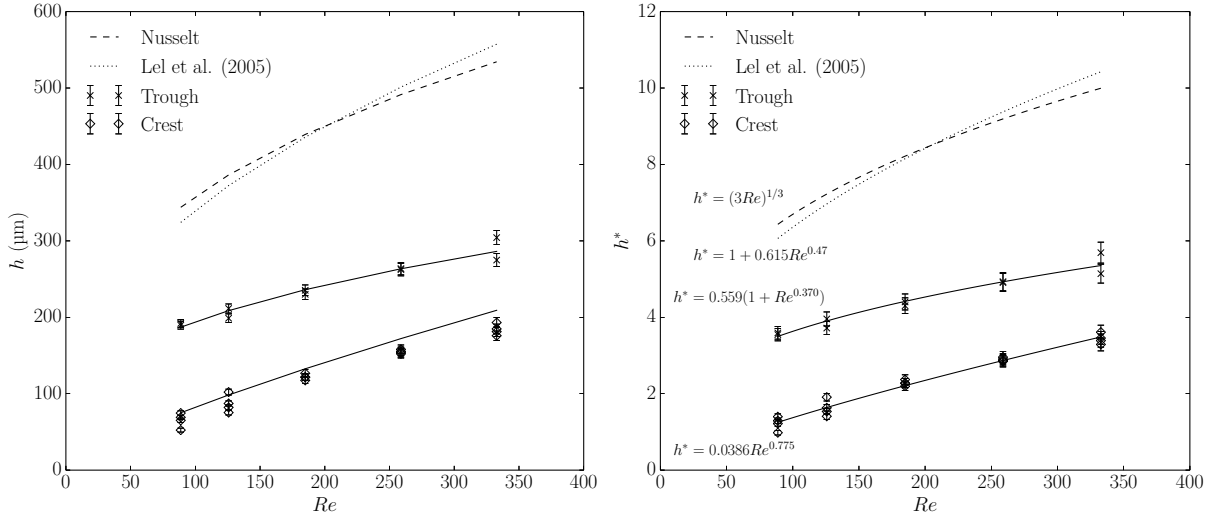 600
500
400
300
200
100
0
h (µm)
0 50 100 150 200 250 300 350 400
Re
Nusselt
Lel et al. (2005)
Trough
Crest
12
10
8
6
4
2
0
h*
0 50 100 150 200 250 300 350 400
Re
Nusselt
Lel et al. (2005)
Trough
Crest
h* = (3Re)^{1/3}
h* = 1 + 0.615Re^{0.47}
h* = 0.559(1 + Re^{0.370})
h* = 0.0386Re^{0.775}